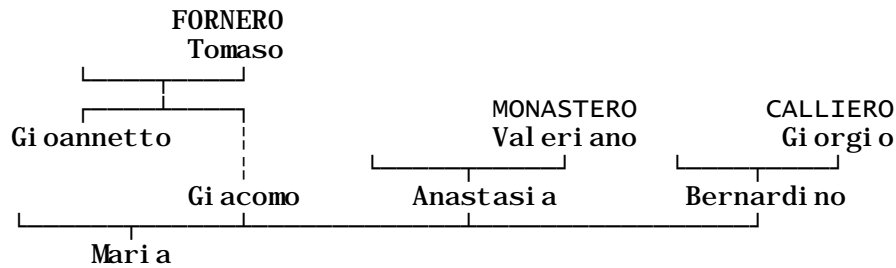 FORNERO
Tomaso
MONASTERO CALLIERO
Gioannetto Valeriano Giorgio
Giacomo Anastasia Bernardino
Maria